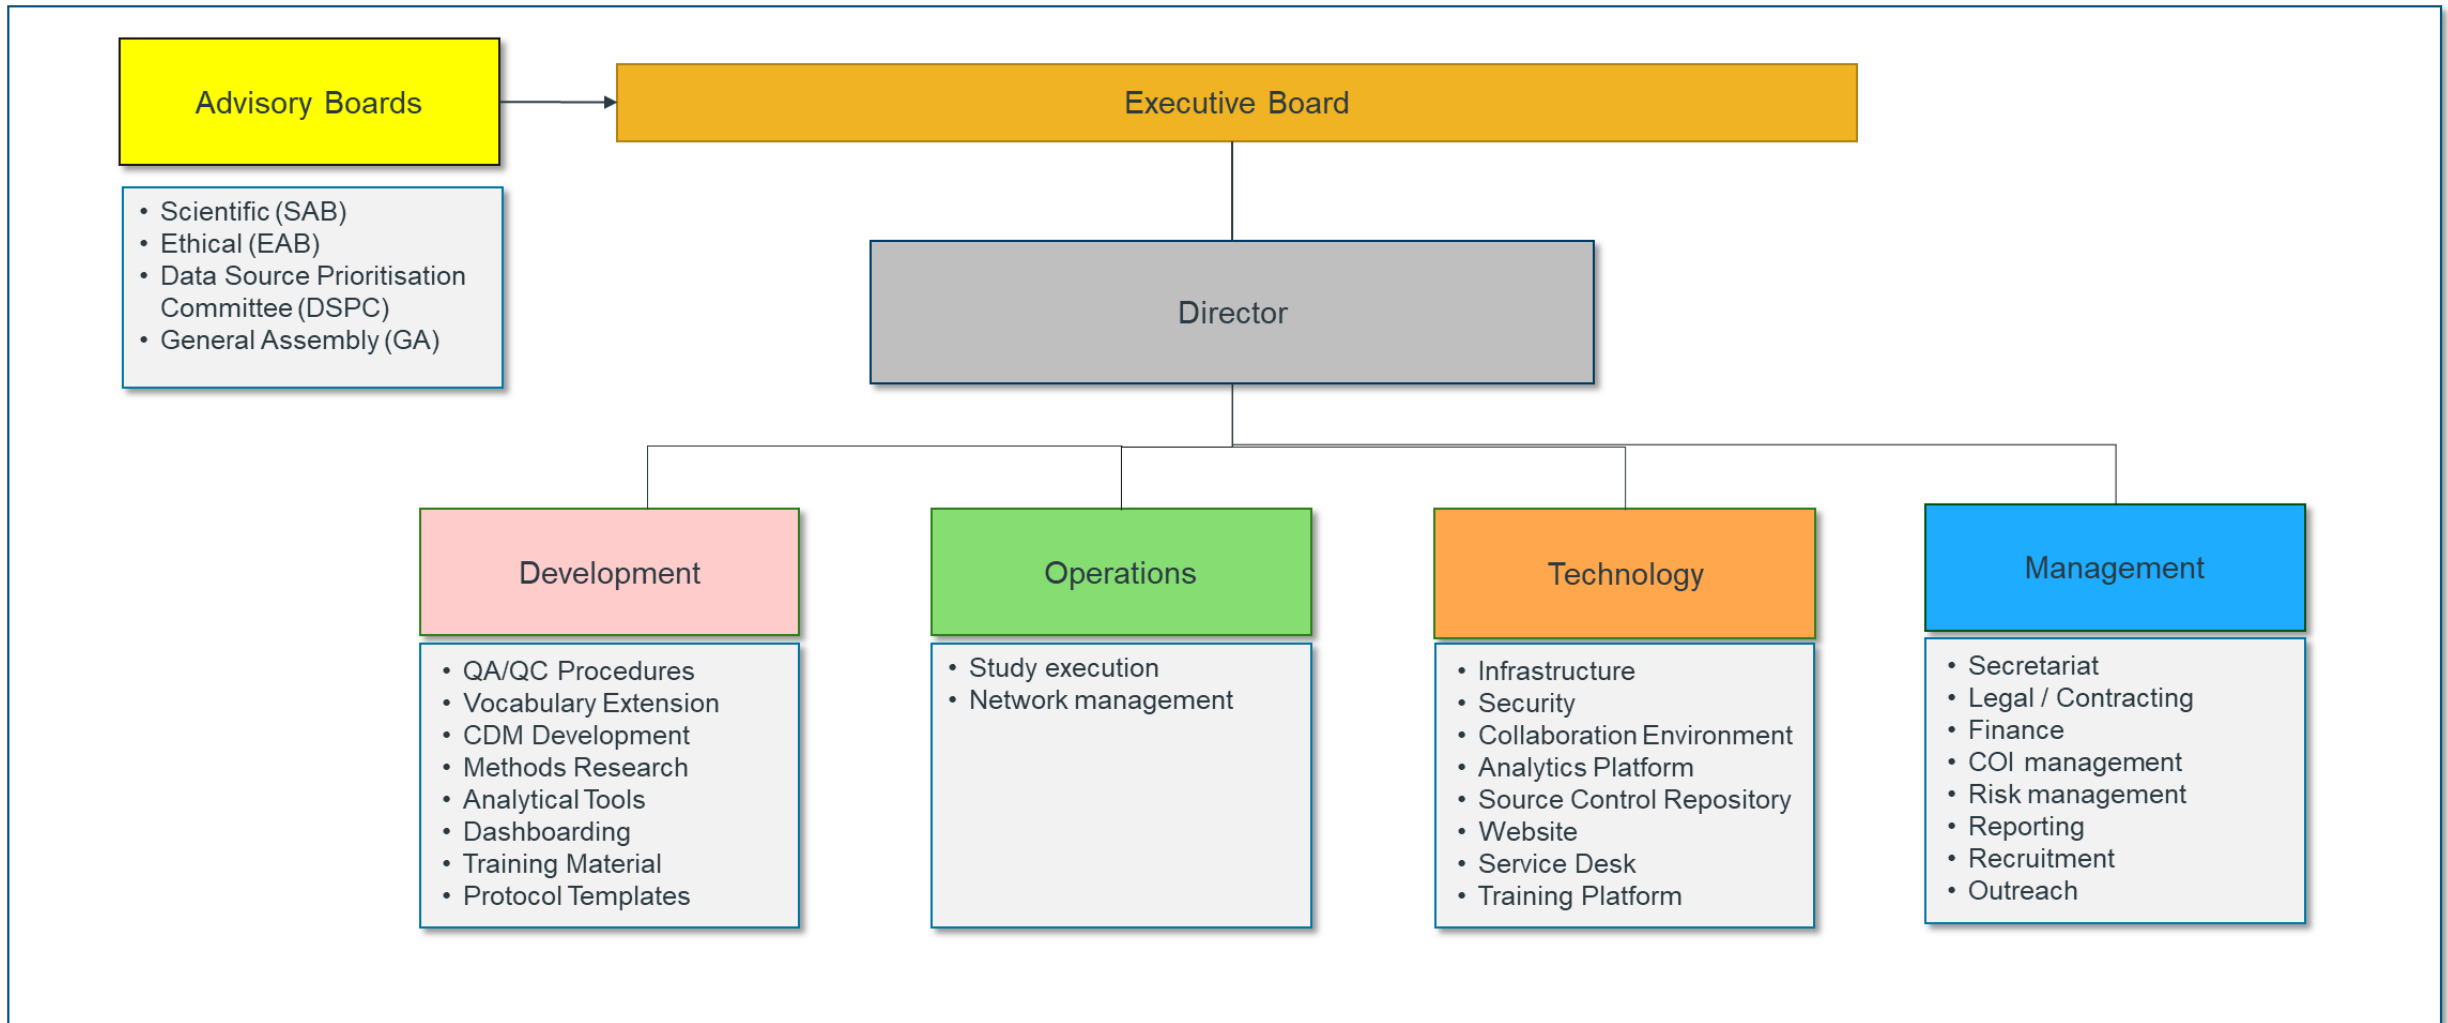 Advisory Boards
Executive Board
• Scientific (SAB)
• Ethical (EAB)
• Data Source Prioritisation
Committee (DSPC)
• General Assembly (GA)
Director
Development
• QA/QC Procedures
• Vocabulary Extension
• CDM Development
• Methods Research
• Analytical Tools
• Dashboarding
• Training Material
• Protocol Templates
Operations
• Study execution
• Network management
Technology
• Infrastructure
• Security
• Collaboration Environment
• Analytics Platform
• Source Control Repository
• Website
• Service Desk
• Training Platform
Management
• Secretariat
• Legal / Contracting
• Finance
• COI management
• Risk management
• Reporting
• Recruitment
• Outreach